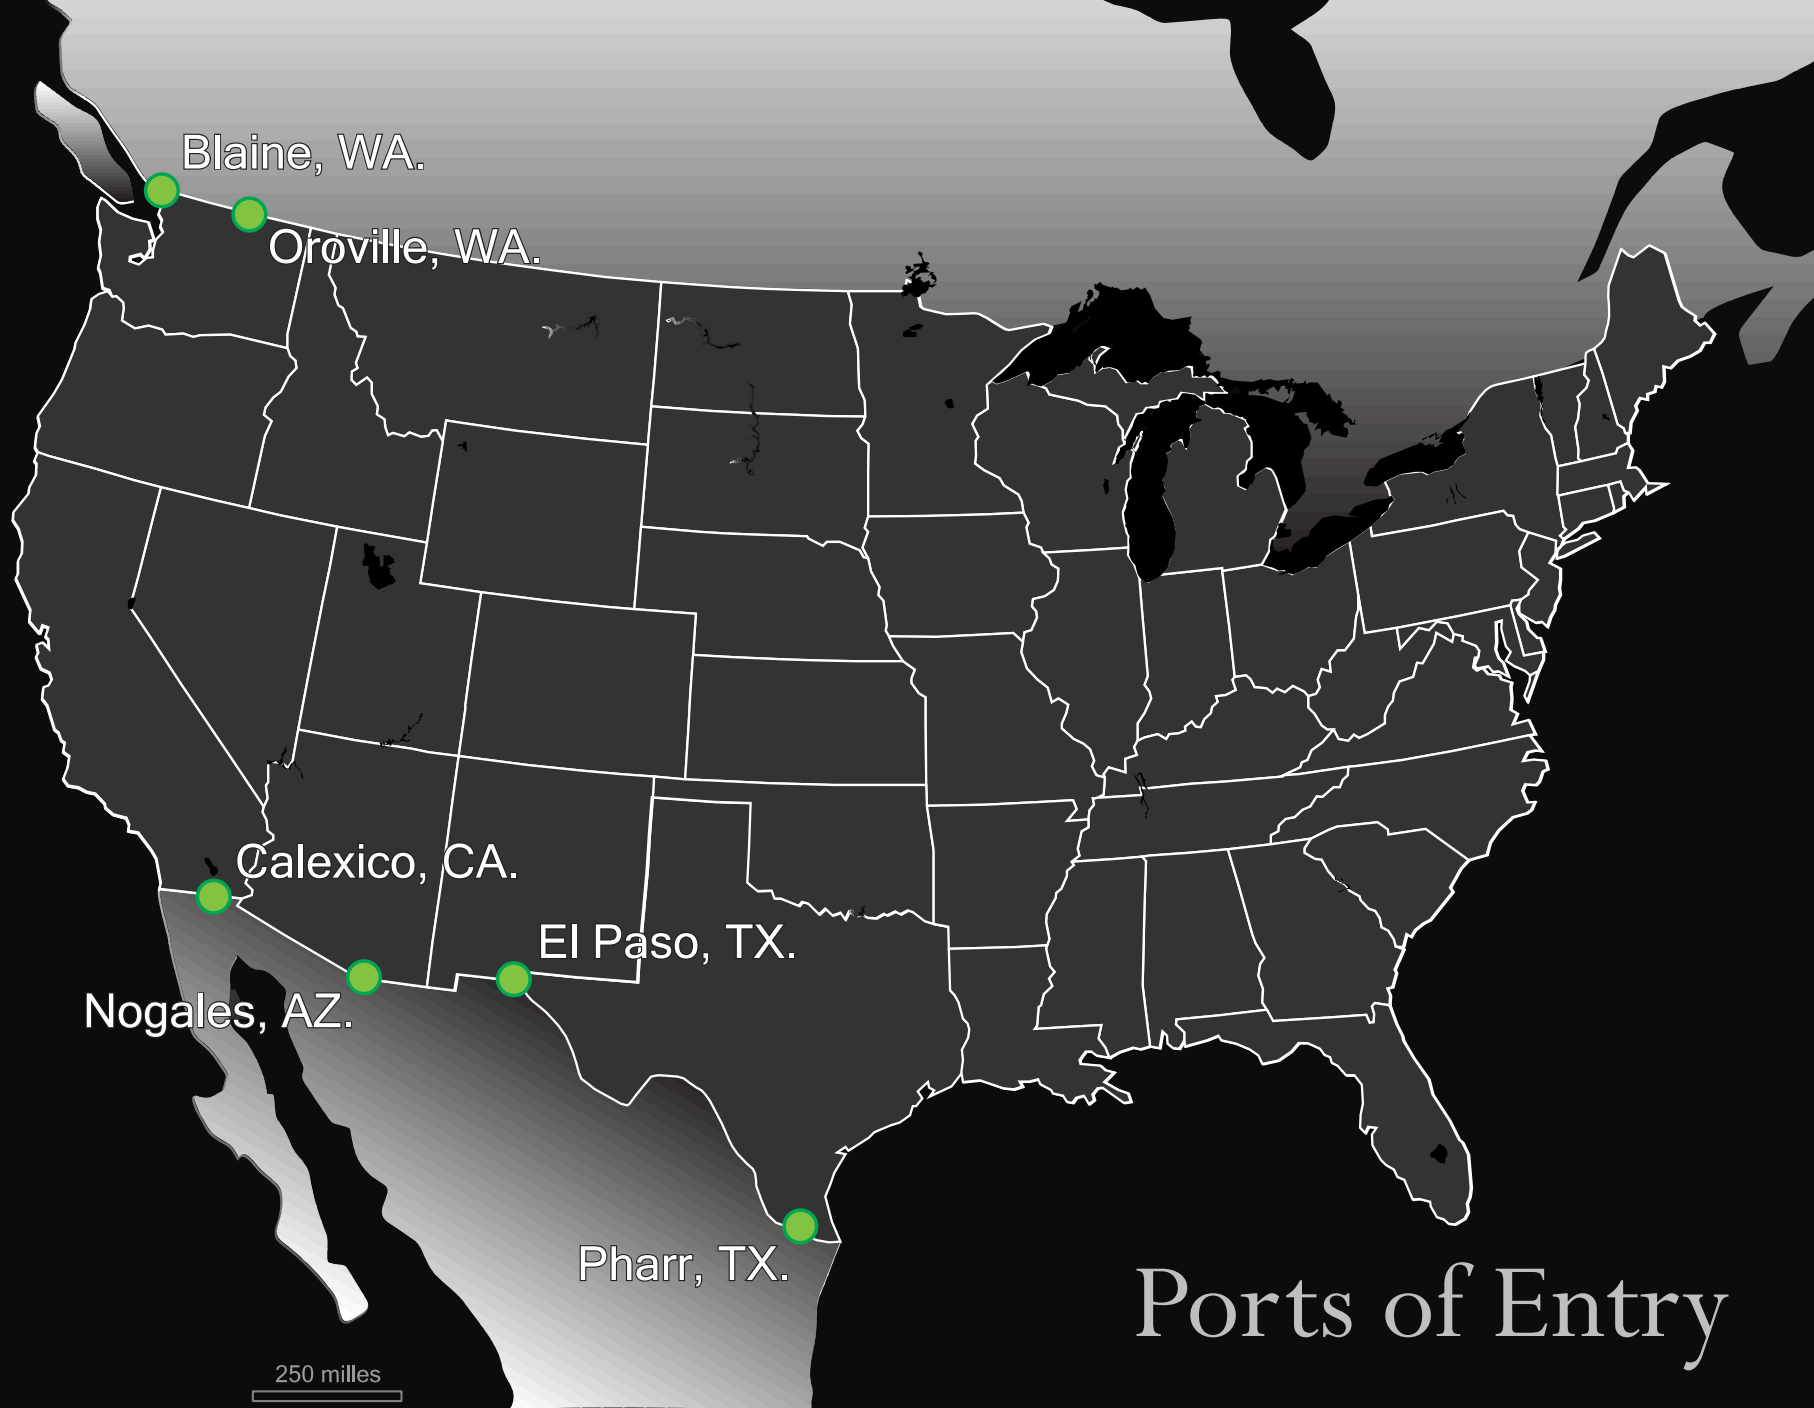 Blaine, WA.
Oroville, WA.
Calexico, CA.
El Paso, TX.
Nogales, AZ.
Pharr, TX.
Ports of Entry
250 milles